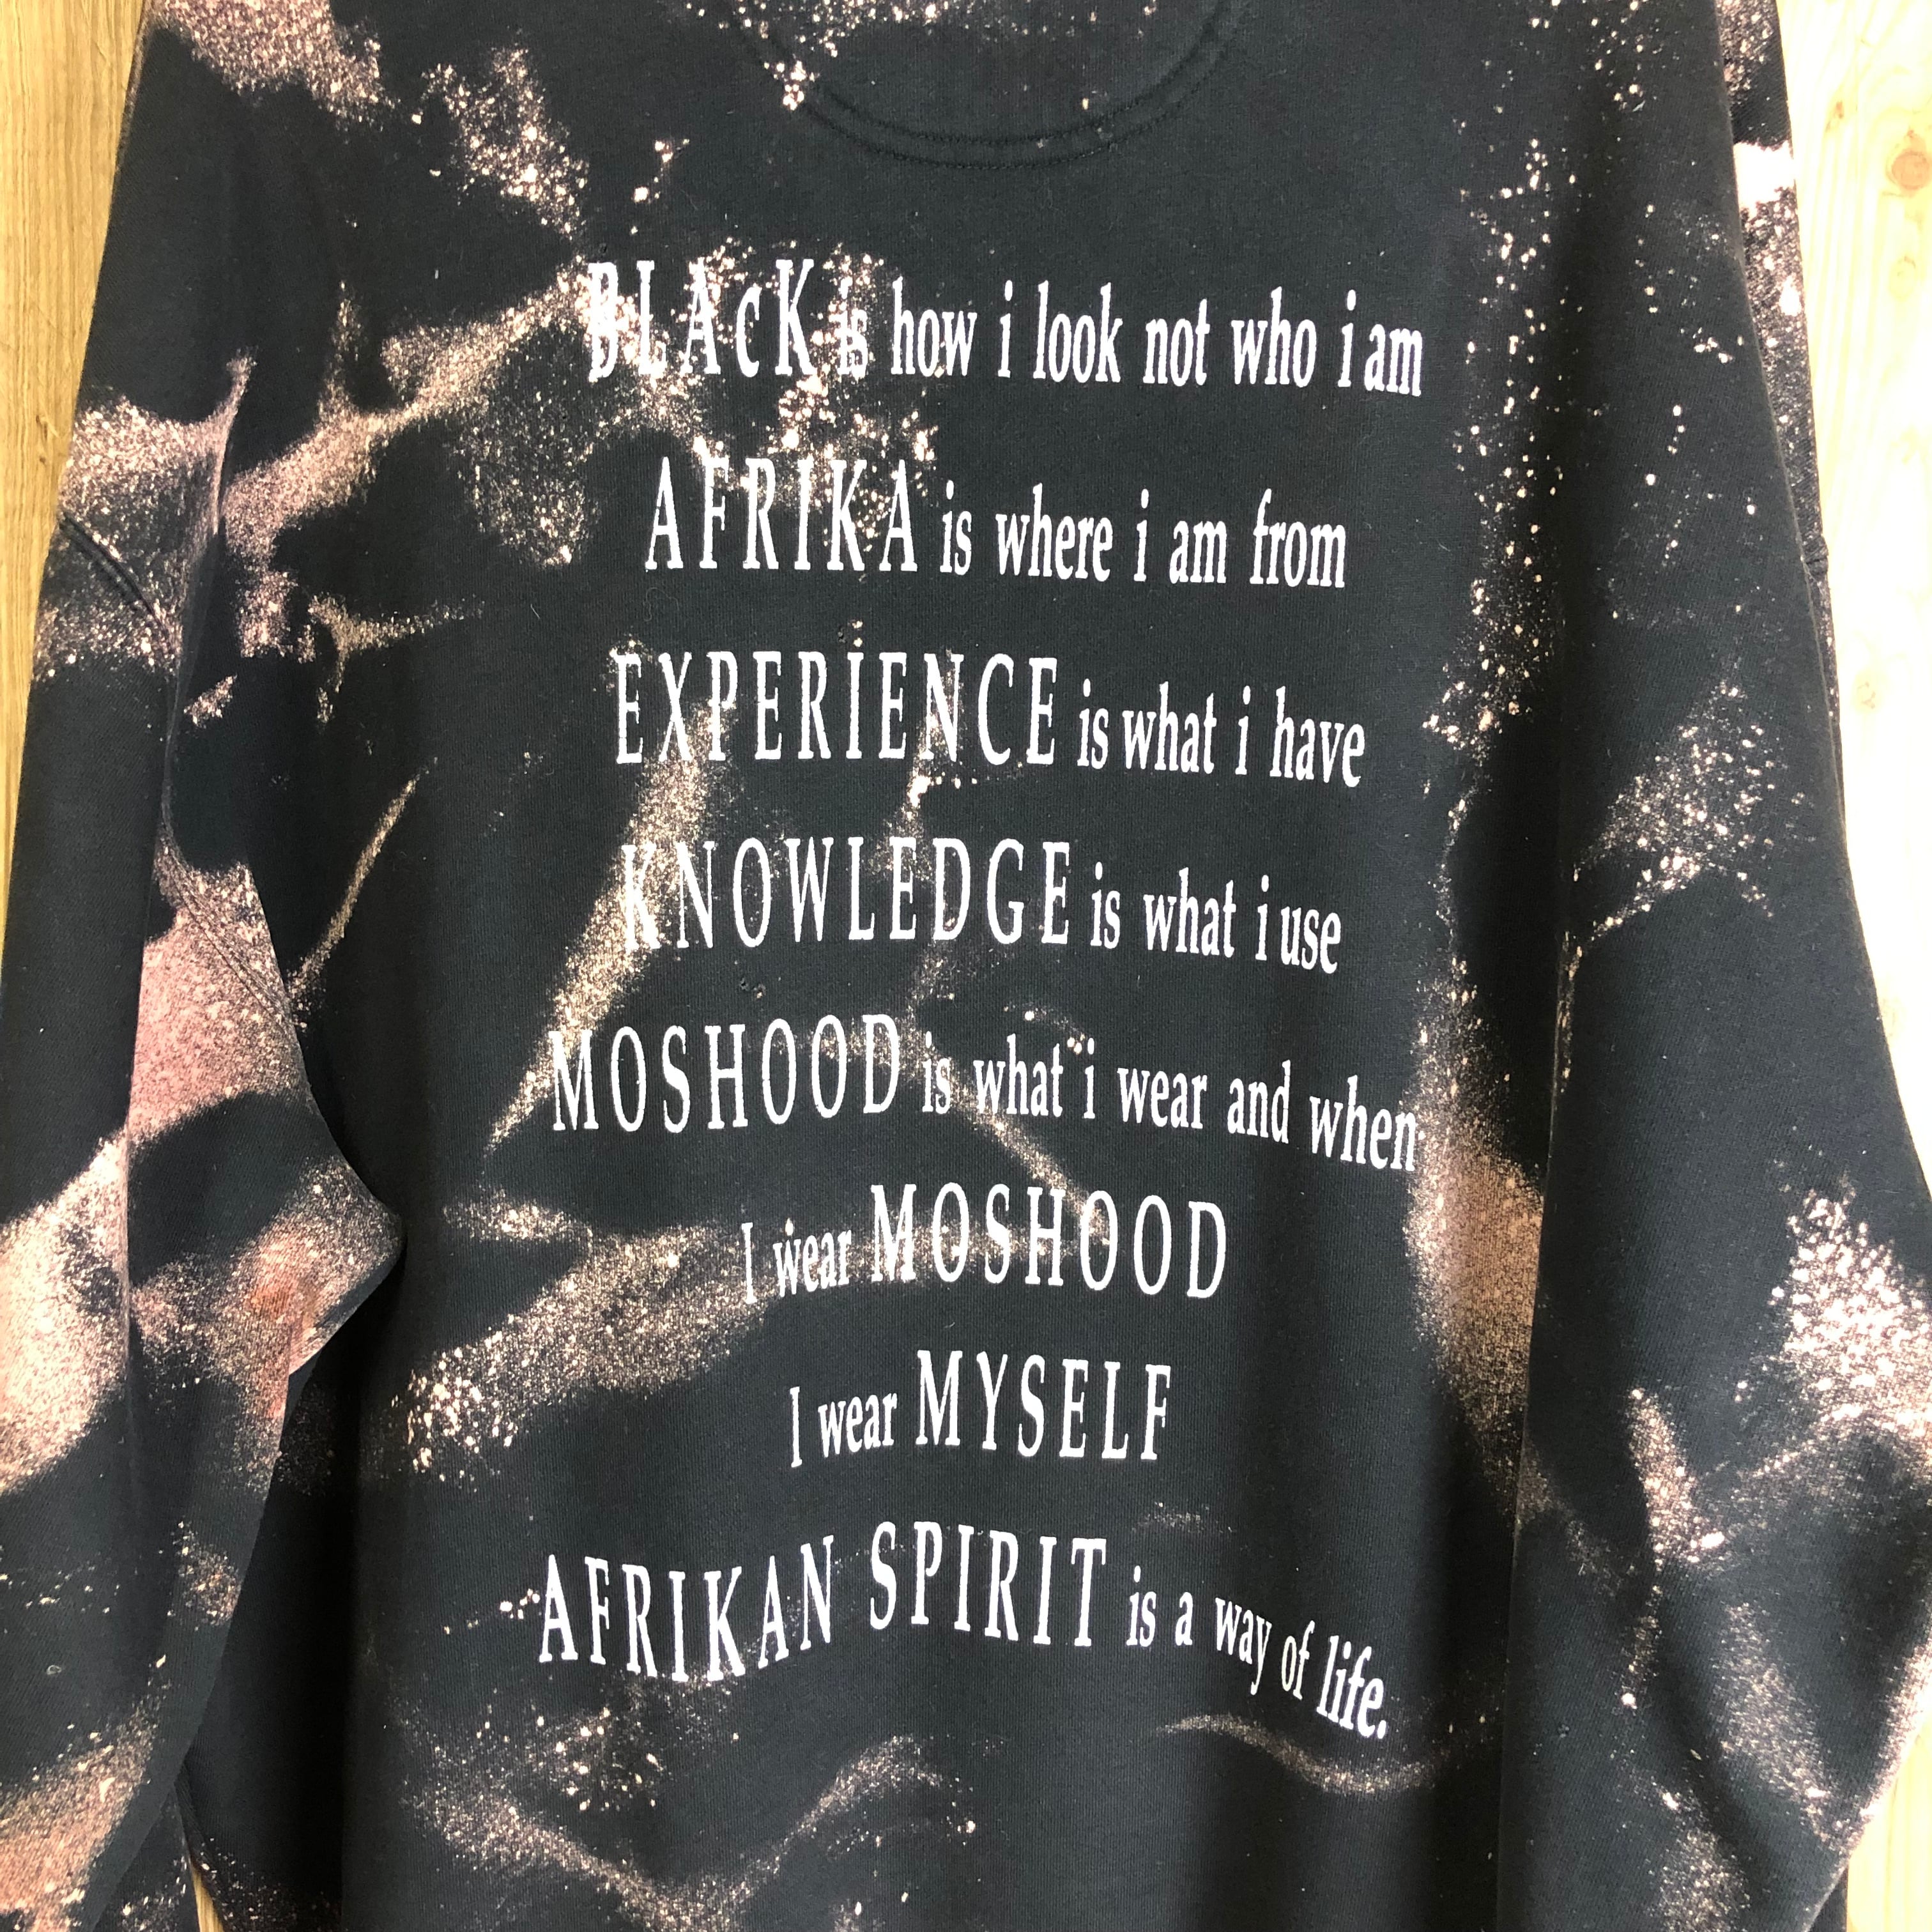 BLAcK is how i look not who i am
AFRIKA is where i am from
EXPERIENCE is what i have
KNOWLEDGE is what i use
MOSHOOD is what i wear and when
I wear MOSHOOD
I wear MYSELF
AFRIKAN SPIRIT is a way of life.